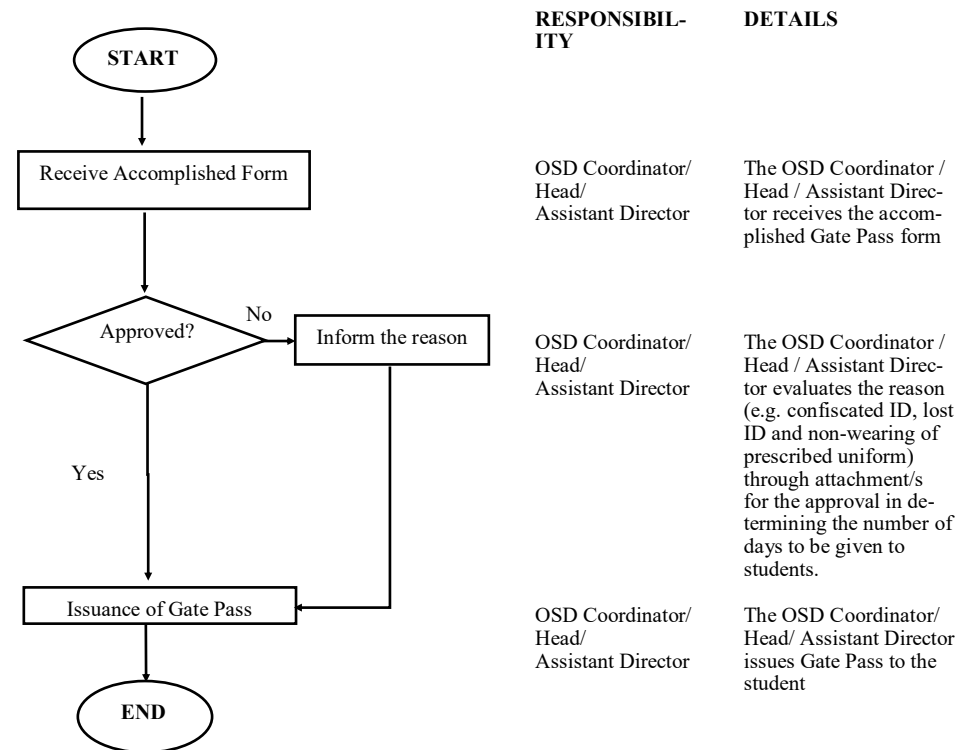 START
Receive Accomplished Form
Approved?
No
Inform the reason
Yes
Issuance of Gate Pass
END
RESPONSIBIL-
ITY
OSD Coordinator/
Head/
Assistant Director
OSD Coordinator/
Head/
Assistant Director
OSD Coordinator/
Head/
Assistant Director
DETAILS
The OSD Coordinator /
Head / Assistant Direc-
tor receives the accom-
plished Gate Pass form
The OSD Coordinator /
Head / Assistant Direc-
tor evaluates the reason
(e.g. confiscated ID, lost
ID and non-wearing of
prescribed uniform)
through attachment/s
for the approval in de-
termining the number of
days to be given to
students.
The OSD Coordinator/
Head/ Assistant Director
issues Gate Pass to the
student